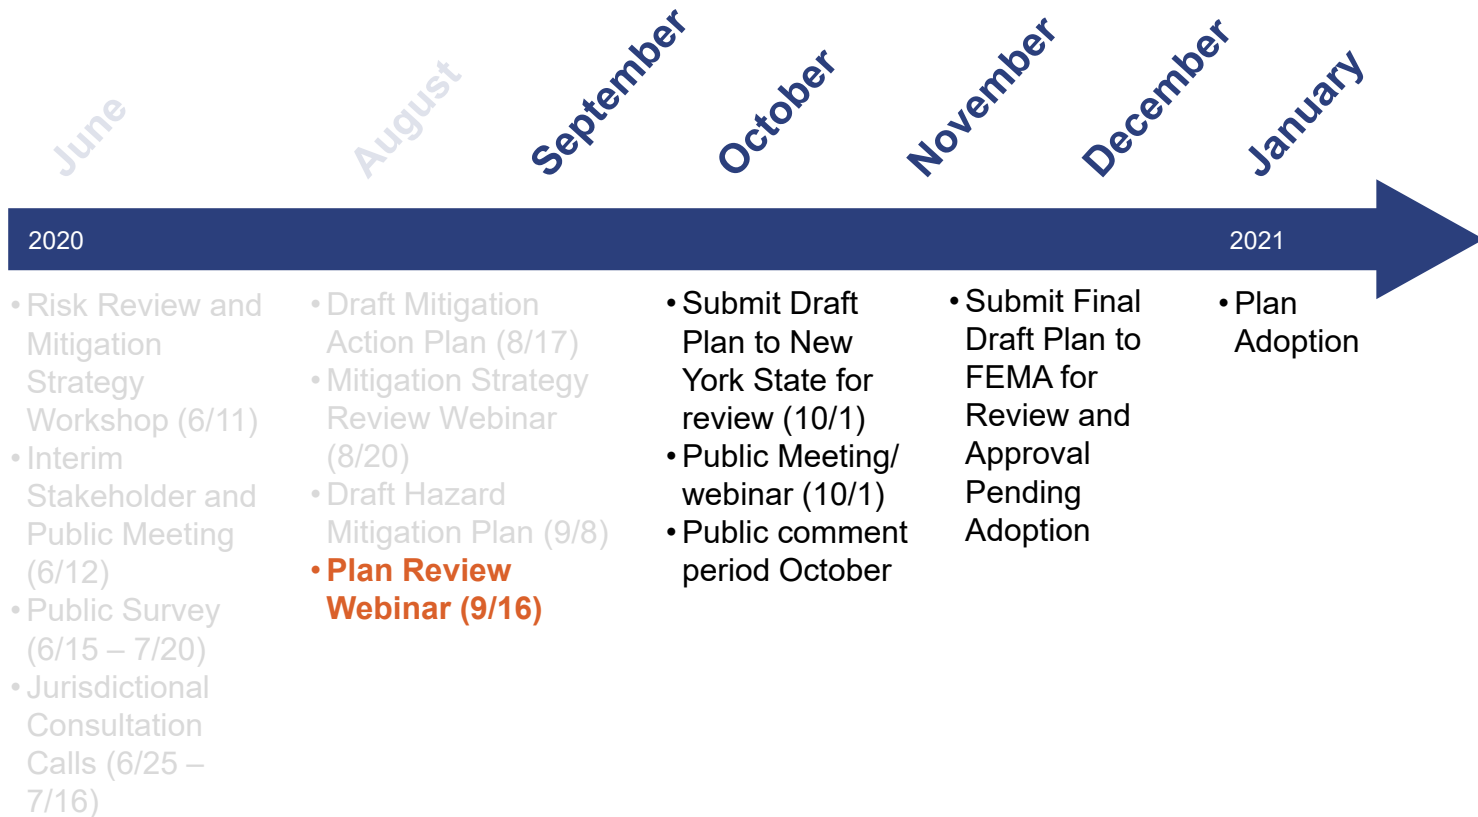 June
August
September
October
November
December
January
2020
2021
• Risk Review and
Mitigation
Strategy
Workshop (6/11)
• Interim
Stakeholder and
Public Meeting
(6/12)
• Public Survey
(6/15 – 7/20)
• Jurisdictional
Consultation
Calls (6/25 –
7/16)
• Draft Mitigation
Action Plan (8/17)
• Mitigation Strategy
Review Webinar
(8/20)
• Draft Hazard
Mitigation Plan (9/8)
• Plan Review
Webinar (9/16)
• Submit Draft
Plan to New
York State for
review (10/1)
• Public Meeting/
webinar (10/1)
• Public comment
period October
• Submit Final
Draft Plan to
FEMA for
Review and
Approval
Pending
Adoption
• Plan
Adoption